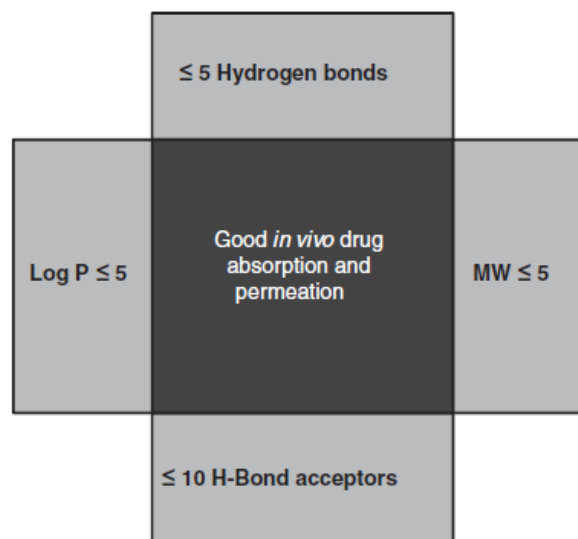 ≤ 5 Hydrogen bonds
Good in vivo drug
absorption and
permeation
Log P ≤ 5
MW ≤ 5
≤ 10 H-Bond acceptors